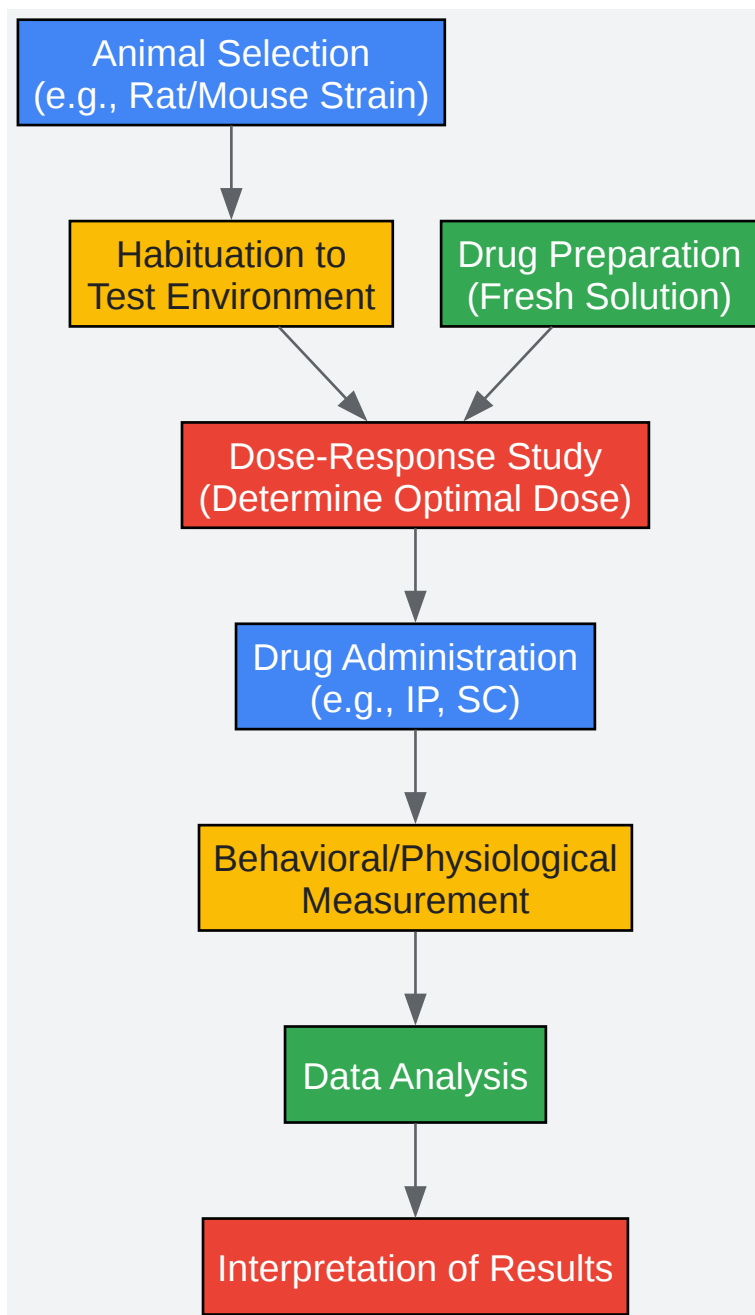 Animal Selection
(e.g., Rat/Mouse Strain)
Habituation to
Test Environment
Drug Preparation
(Fresh Solution)
Dose-Response Study
(Determine Optimal Dose)
Drug Administration
(e.g., IP, SC)
Behavioral/Physiological
Measurement
Data Analysis
Interpretation of Results